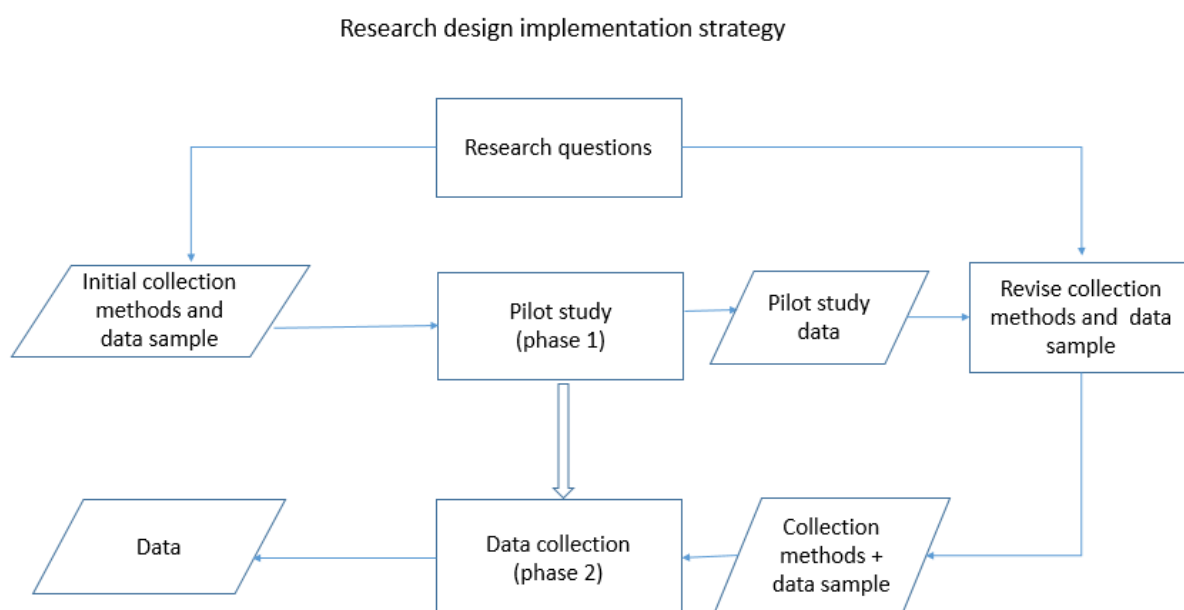 Research design implementation strategy
Research questions
Initial collection
methods and
data sample
Pilot study
(phase 1)
Pilot study
data
Revise collection
methods and data
sample
Data
Data collection
(phase 2)
Collection
methods +
data sample